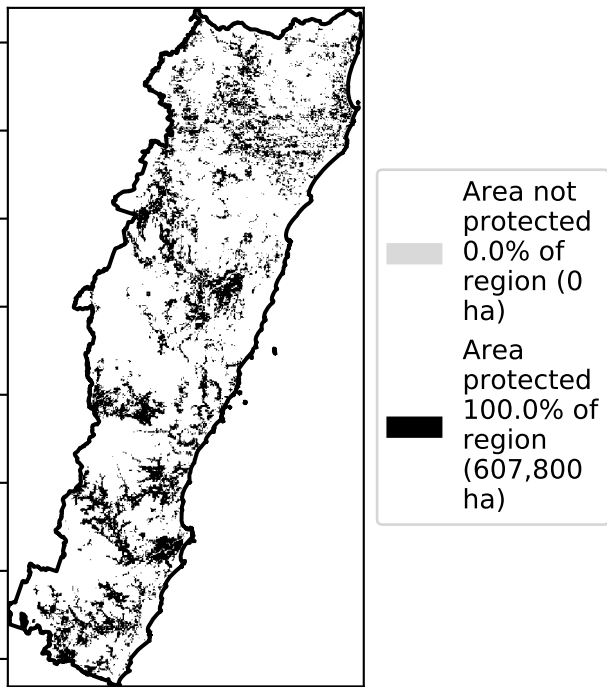 Area not
protected
0.0% of
region (0
ha)
Area
protected
100.0% of
region
(607,800
ha)